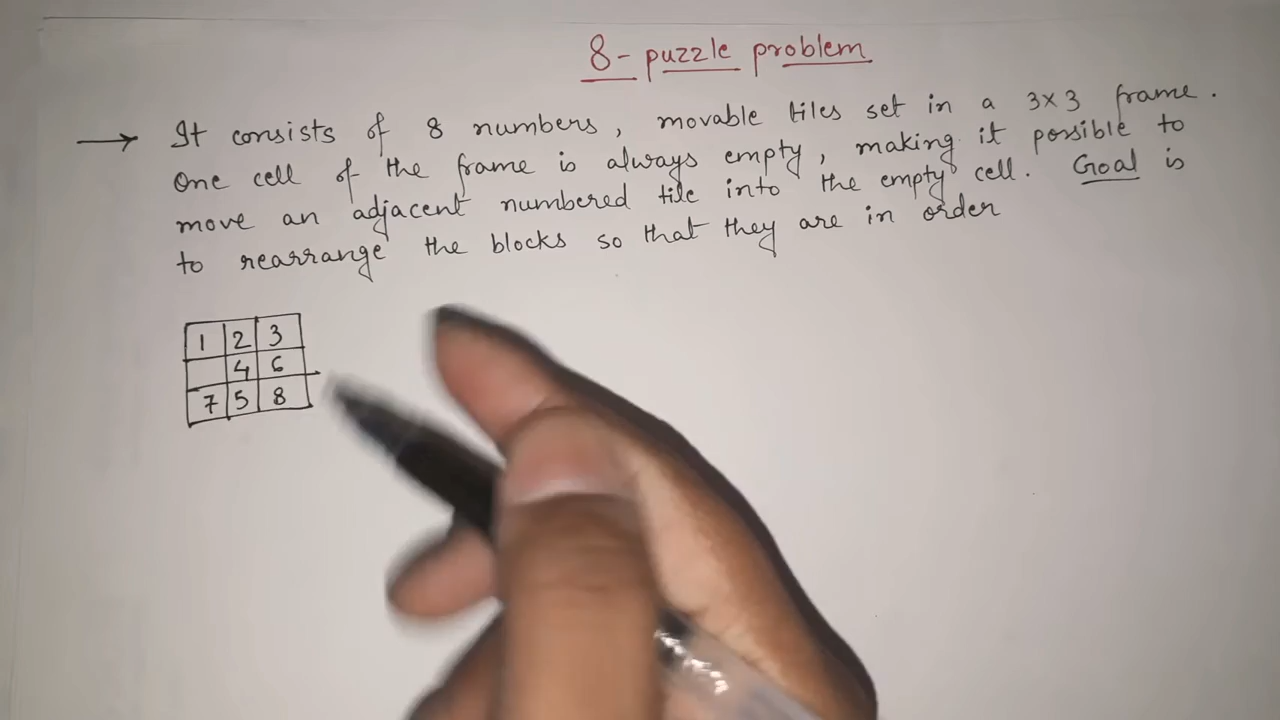 8- puzzle problem
→ It consists of 8 numbers, movable tiles set in a 3×3 frame.
One cell of the frame is always empty, making it possible to
move an adjacent numbered tile into the empty cell. Goal is
to rearrange the blocks so that they are in order
1 2 3
4 6
7 5 8